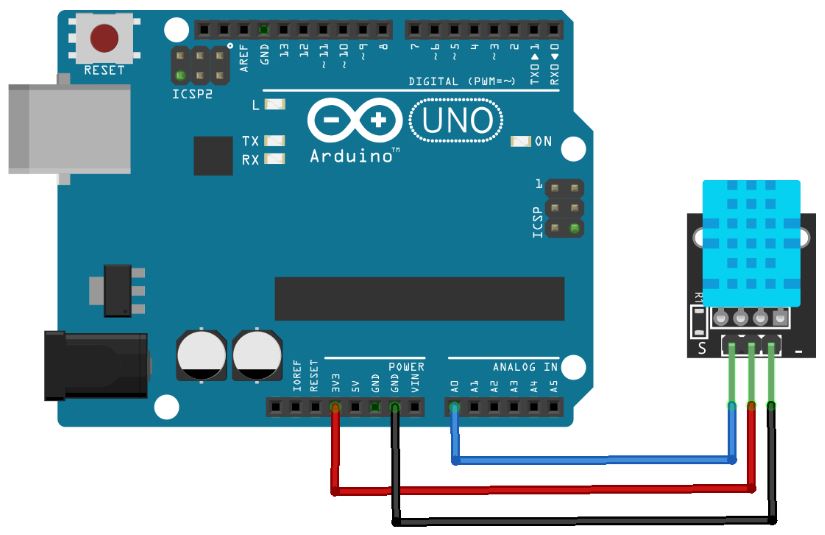 RESET
ICSP2
AREF
GND
13
12
~11
~10
~9
8
7
~6
~5
4
~3
2
TX0▶1
RX0◀0
DIGITAL (PWM=~)
L
TX
RX
Arduino™
UNO
ON
1
ICSP
POWER
ANALOG IN
IOREF
RESET
3V3
5V
GND
GND
VIN
A0
A1
A2
A3
A4
A5
S
-